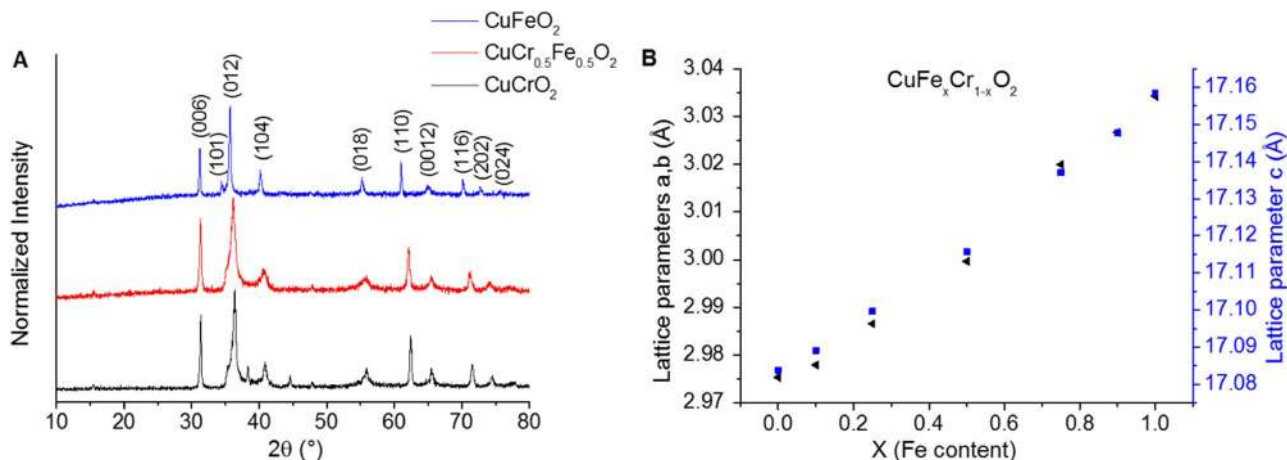 A
CuFeO₂
CuCr₀.₅Fe₀.₅O₂
CuCrO₂
(006)
(101)
(012)
(104)
(018)
(110)
(0012)
(116)
(202)
(024)
Normalized Intensity
10 20 30 40 50 60 70 80
2θ (°)
B
CuFeₓCr₁₋ₓO₂
3.04
3.03
3.02
3.01
3.00
2.99
2.98
2.97
Lattice parameters a,b (Å)
17.16
17.15
17.14
17.13
17.12
17.11
17.10
17.09
17.08
Lattice parameter c (Å)
0.0 0.2 0.4 0.6 0.8 1.0
X (Fe content)